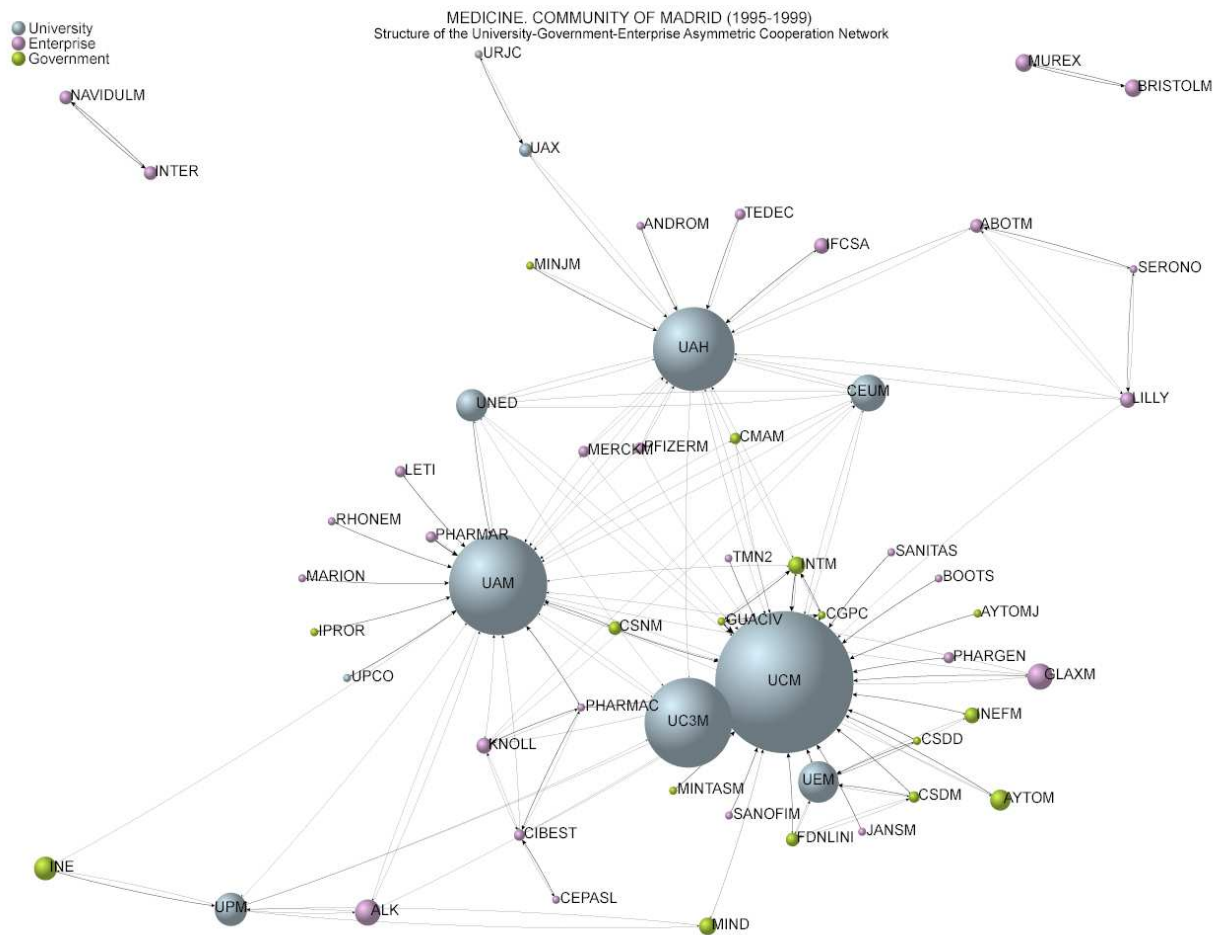 MEDICINE. COMMUNITY OF MADRID (1995-1999)
Structure of the University-Government-Enterprise Asymmetric Cooperation Network
University
Enterprise
Government
URJC
MUREX
BRISTOLM
NAVIDULM
UAX
INTER
ANDROM
TEDEC
ABOTM
IFCSA
MINJM
SERONO
UAH
CEUM
LILLY
UNED
CMAM
MERCKM
PFIZERM
LETI
RHONEM
PHARMAR
SANITAS
TMN2
INTM
MARION
UAM
BOOTS
AYTOMJ
CGPC
GUACIV
CSNM
IPROR
PHARGEN
UPCO
GLAXM
UCM
PHARMAC
UC3M
INEFM
KNOLL
CSDD
UEM
MINTASM
CSDM
AYTOM
SANOFIM
CIBEST
JANSM
FDNLINI
INE
CEPASL
UPM
ALK
MIND